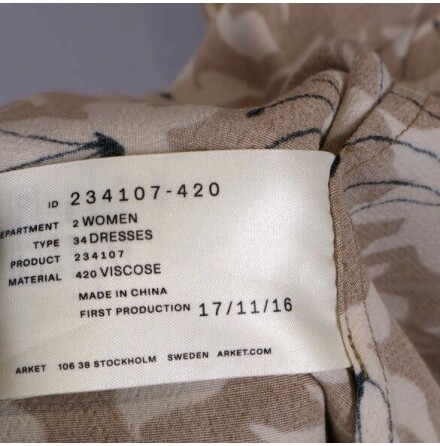 ID 234107-420
DEPARTMENT 2 WOMEN
TYPE 34 DRESSES
PRODUCT 234107
MATERIAL 420 VISCOSE
MADE IN CHINA
FIRST PRODUCTION 17/11/16
ARKET 106 38 STOCKHOLM SWEDEN ARKET.COM